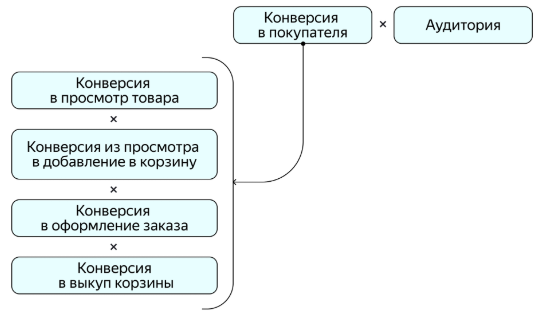 Конверсия
в покупателя
×
Аудитория
Конверсия
в просмотр товара
×
Конверсия из просмотра
в добавление в корзину
×
Конверсия
в оформление заказа
×
Конверсия
в выкуп корзины